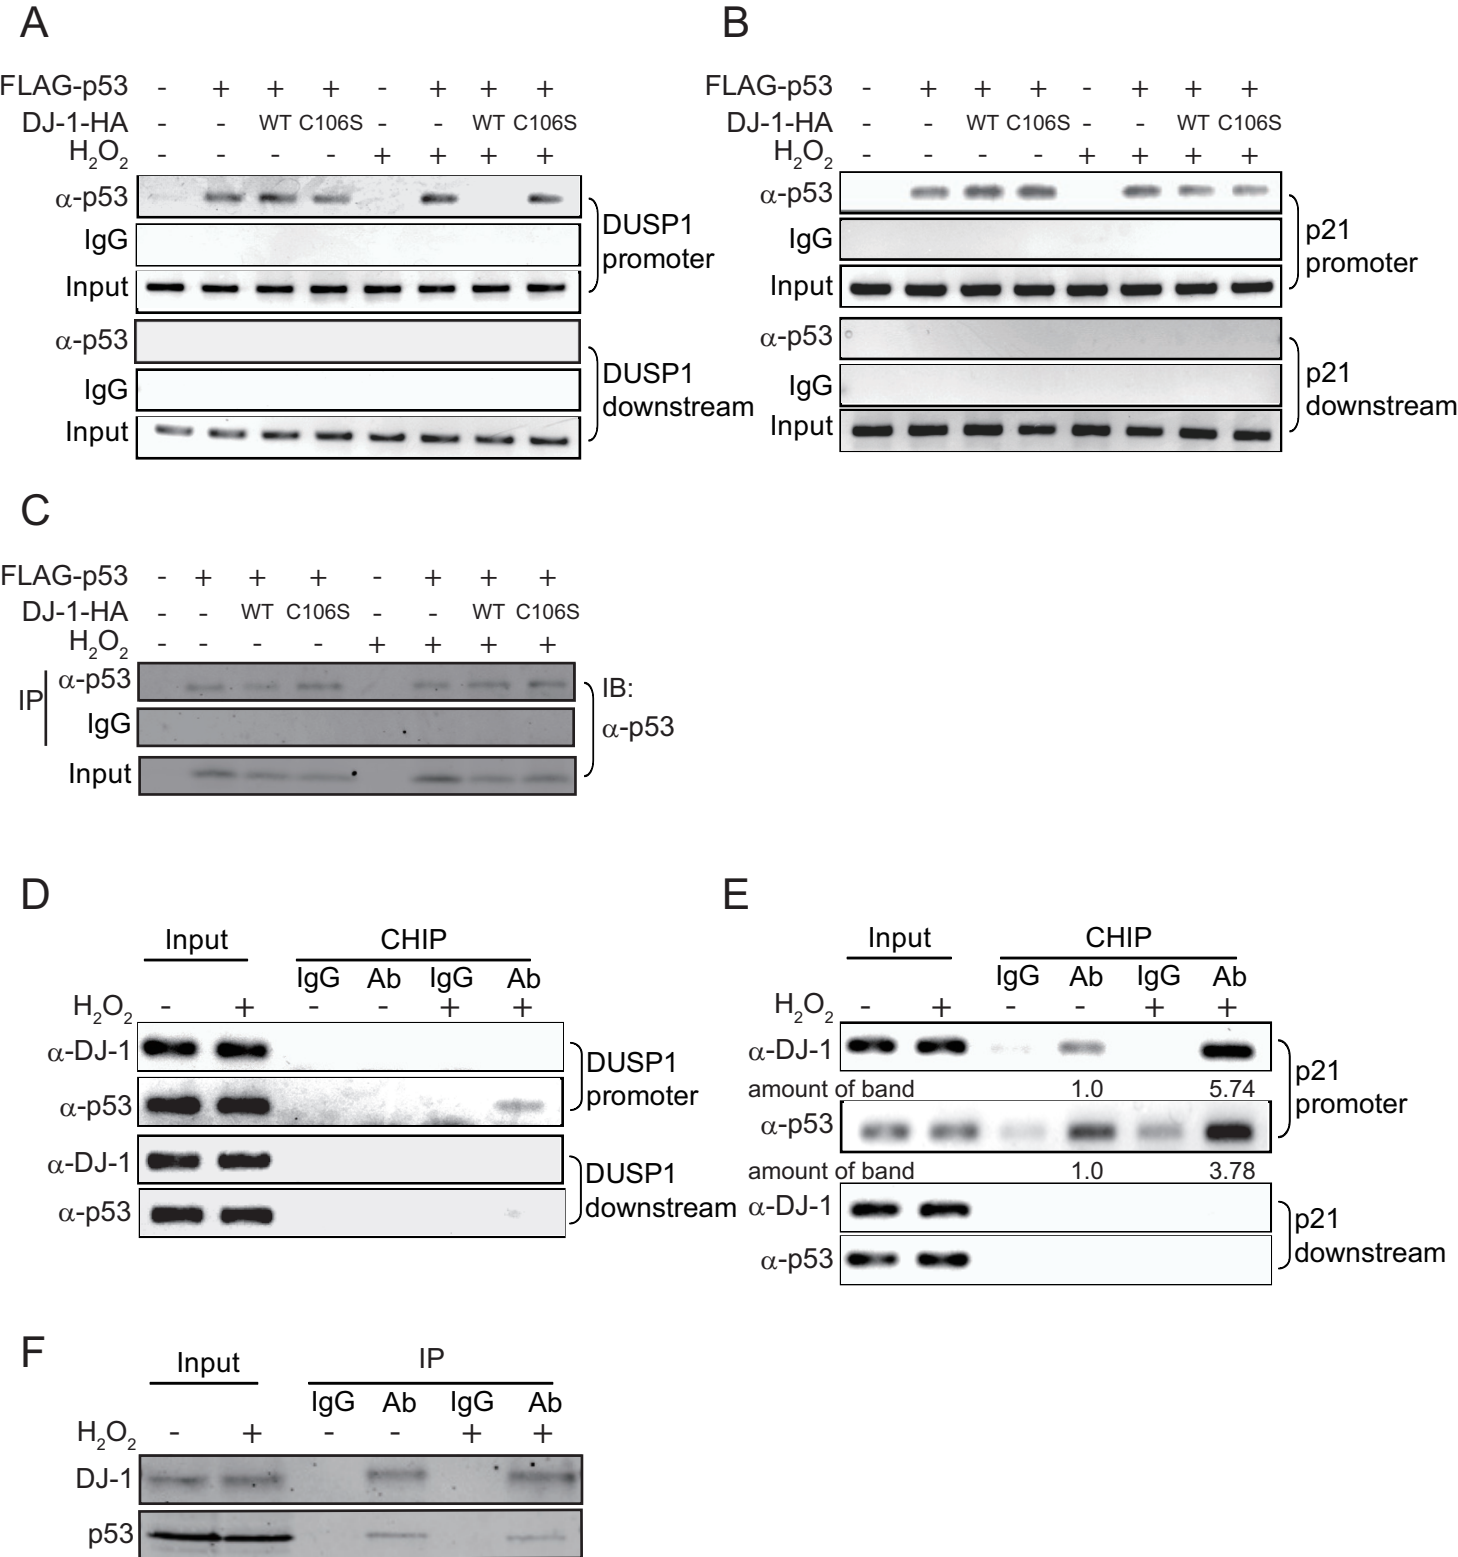 A
FLAG-p53 - + + + - + + +
DJ-1-HA - - WT C106S - - WT C106S
H2O2 - - - - + + + +
α-p53
IgG
Input
DUSP1
promoter
α-p53
IgG
Input
DUSP1
downstream
B
FLAG-p53 - + + + - + + +
DJ-1-HA - - WT C106S - - WT C106S
H2O2 - - - - + + + +
α-p53
IgG
Input
p21
promoter
α-p53
IgG
Input
p21
downstream
C
FLAG-p53 - + + + - + + +
DJ-1-HA - - WT C106S - - WT C106S
H2O2 - - - - + + + +
IP
α-p53
IgG
Input
IB:
α-p53
D
Input CHIP
IgG Ab IgG Ab
H2O2 - + - - + +
α-DJ-1
α-p53
DUSP1
promoter
α-DJ-1
α-p53
DUSP1
downstream
E
Input CHIP
IgG Ab IgG Ab
H2O2 - + - - + +
α-DJ-1
amount of band 1.0 5.74
α-p53
amount of band 1.0 3.78
p21
promoter
α-DJ-1
α-p53
p21
downstream
F
Input IP
IgG Ab IgG Ab
H2O2 - + - - + +
DJ-1
p53